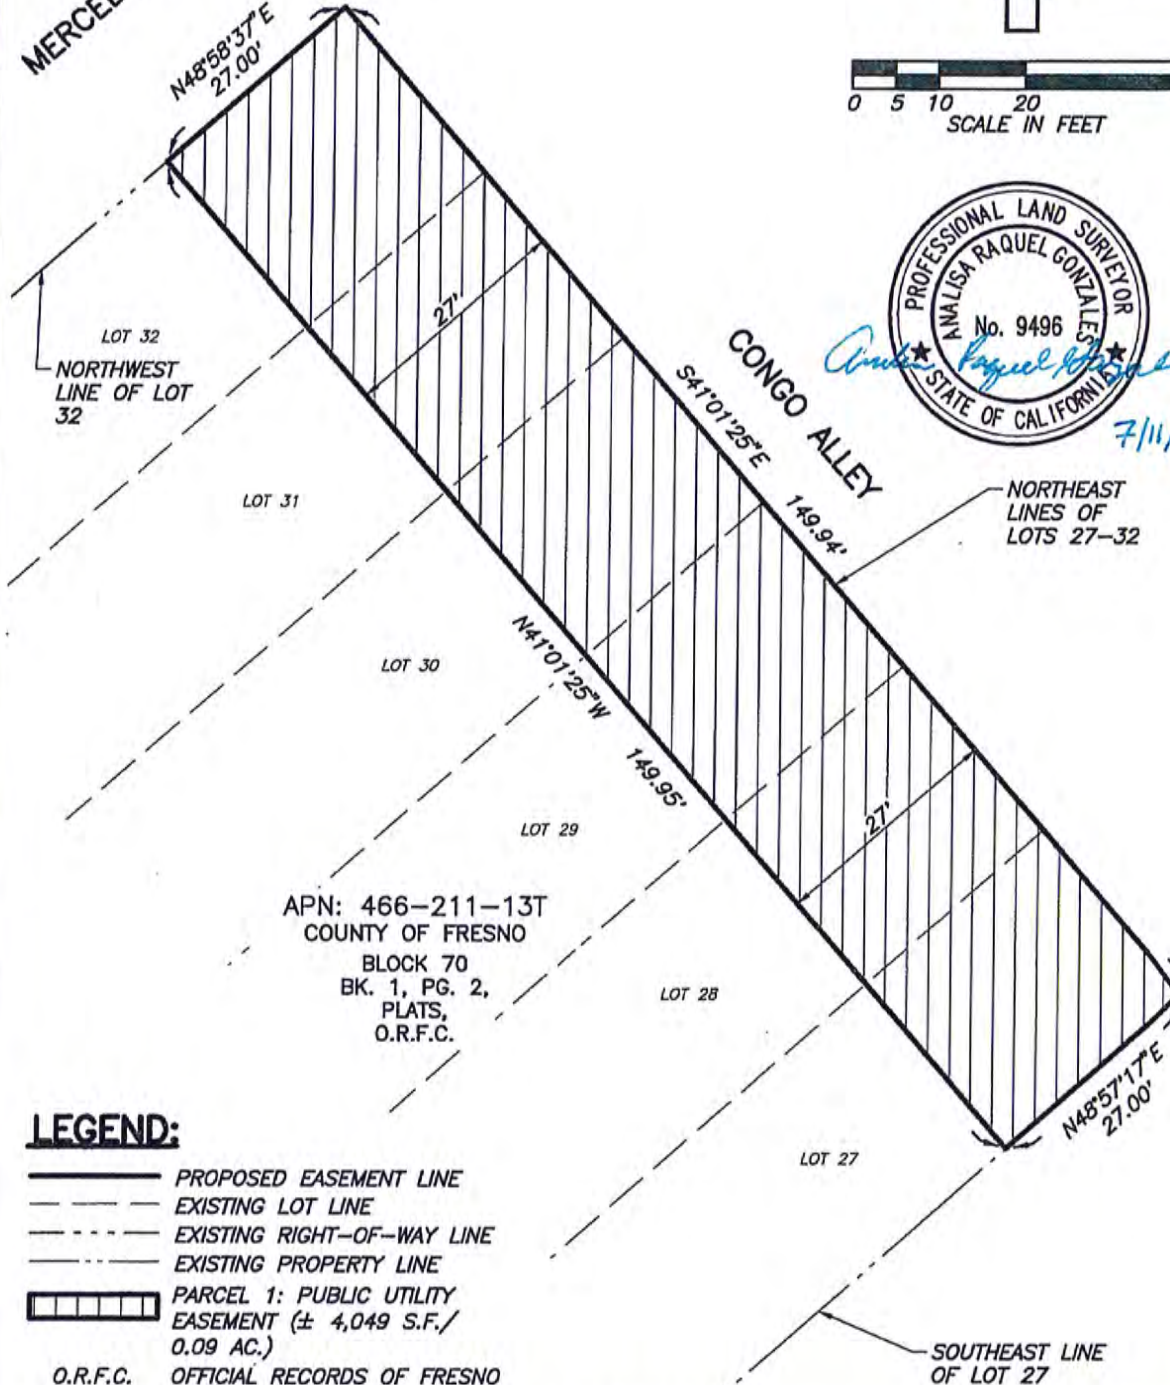 N48°58'37"E
27.00'
0 5 10 20
SCALE IN FEET
PROFESSIONAL LAND SURVEYOR
ANALISA RAQUEL GONZALES
No. 9496
STATE OF CALIFORNIA
7/11/
LOT 32
NORTHWEST
LINE OF LOT
32
27'
CONGO ALLEY
S41°01'25"E
149.94'
NORTHEAST
LINES OF
LOTS 27-32
LOT 31
LOT 30
N41°01'25"W
149.95'
LOT 29
27'
APN: 466-211-13T
COUNTY OF FRESNO
BLOCK 70
BK. 1, PG. 2,
PLATS,
O.R.F.C.
LOT 28
N48°57'17"E
27.00'
LOT 27
LEGEND:
PROPOSED EASEMENT LINE
EXISTING LOT LINE
EXISTING RIGHT-OF-WAY LINE
EXISTING PROPERTY LINE
PARCEL 1: PUBLIC UTILITY
EASEMENT (± 4,049 S.F./
0.09 AC.)
O.R.F.C. OFFICIAL RECORDS OF FRESNO
SOUTHEAST LINE
OF LOT 27